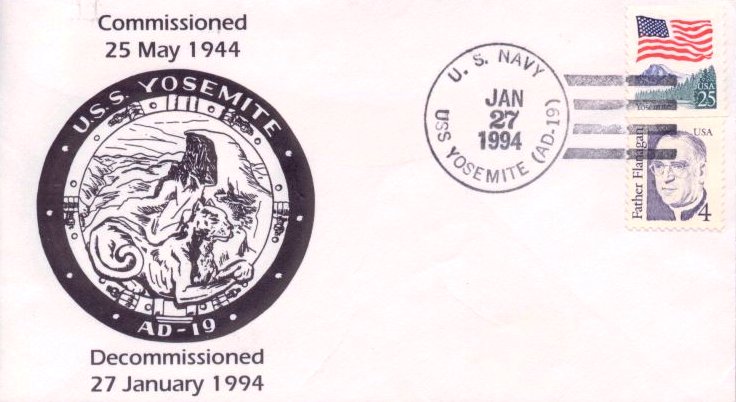 Commissioned
25 May 1944
U.S.S. YOSEMITE
AD-19
Decommissioned
27 January 1994
U. S. NAVY
JAN
27
1994
USS YOSEMITE (AD-19)
USA
25
Yosemite
Father Flanagan
USA
4